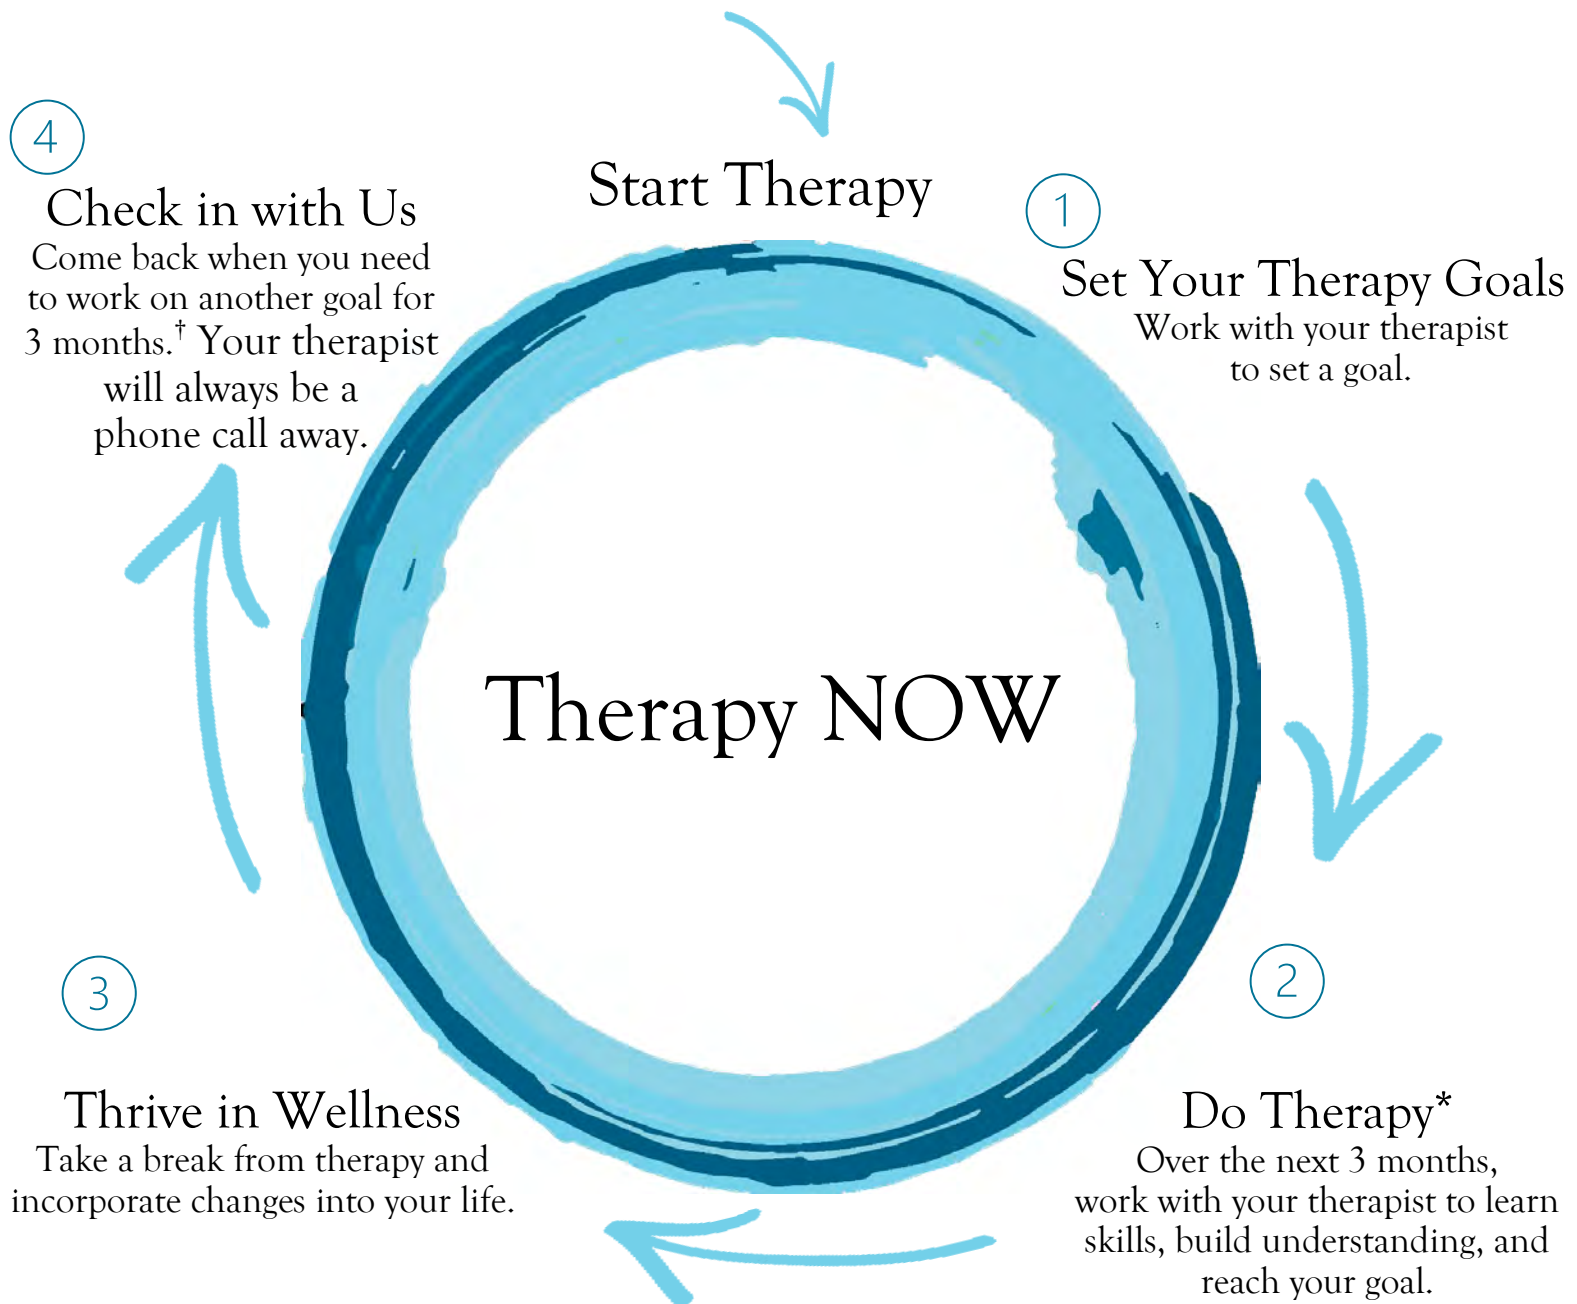 Start Therapy
1
Set Your Therapy Goals
Work with your therapist
to set a goal.
2
Do Therapy*
Over the next 3 months,
work with your therapist to learn
skills, build understanding, and
reach your goal.
3
Thrive in Wellness
Take a break from therapy and
incorporate changes into your life.
4
Check in with Us
Come back when you need
to work on another goal for
3 months.† Your therapist
will always be a
phone call away.
Therapy NOW